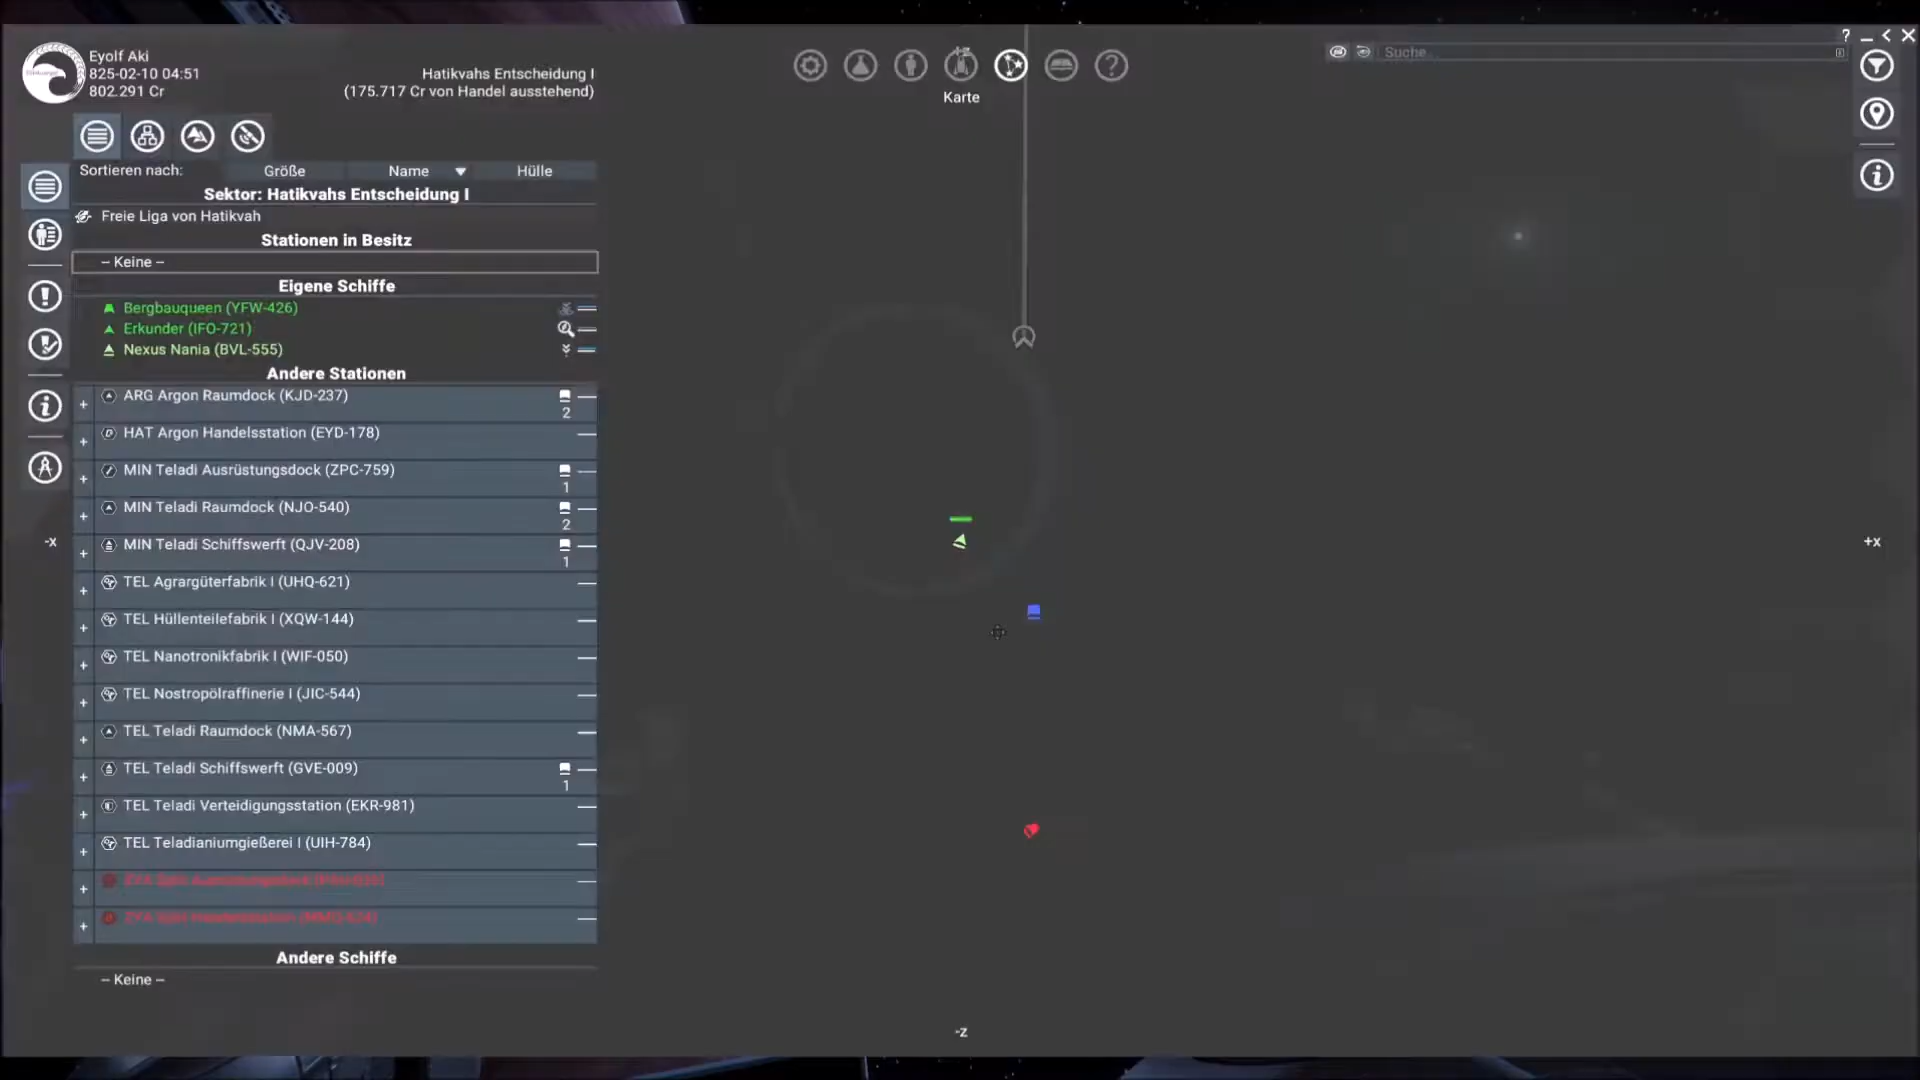 Eyolf Aki
825-02-10 04:51
802.291 Cr
Hatikvahs Entscheidung I
(175.717 Cr von Handel ausstehend)
Karte
Suche...
?
Sortieren nach:
Größe
Name
Hülle
Sektor: Hatikvahs Entscheidung I
Freie Liga von Hatikvah
Stationen in Besitz
-- Keine --
Eigene Schiffe
Bergbauqueen (YFW-426)
Erkunder (IFO-721)
Nexus Nania (BVL-555)
Andere Stationen
ARG Argon Raumdock (KJD-237)
2
HAT Argon Handelsstation (EYD-178)
MIN Teladi Ausrüstungsdock (ZPC-759)
1
MIN Teladi Raumdock (NJO-540)
2
MIN Teladi Schiffswerft (QJV-208)
1
TEL Agrargüterfabrik I (UHQ-621)
TEL Hüllenteilefabrik I (XQW-144)
TEL Nanotronikfabrik I (WIF-050)
TEL Nostropölraffinerie I (JIC-544)
TEL Teladi Raumdock (NMA-567)
TEL Teladi Schiffswerft (GVE-009)
1
TEL Teladi Verteidigungsstation (EKR-981)
TEL Teladianiumgießerei I (UIH-784)
Andere Schiffe
-- Keine --
-x
+x
-z